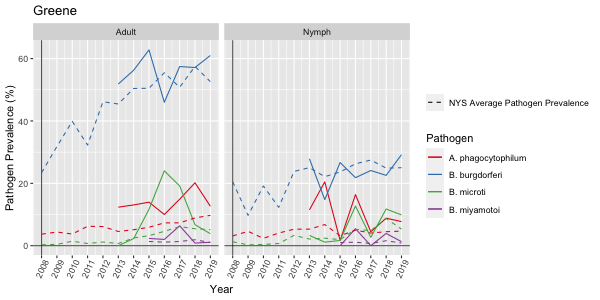 Greene
Adult
Nymph
Pathogen Prevalence (%)
60
40
20
0
2008 2009 2010 2011 2012 2013 2014 2015 2016 2017 2018 2019
2008 2009 2010 2011 2012 2013 2014 2015 2016 2017 2018 2019
Year
NYS Average Pathogen Prevalence
Pathogen
A. phagocytophilum
B. burgdorferi
B. microti
B. miyamotoi